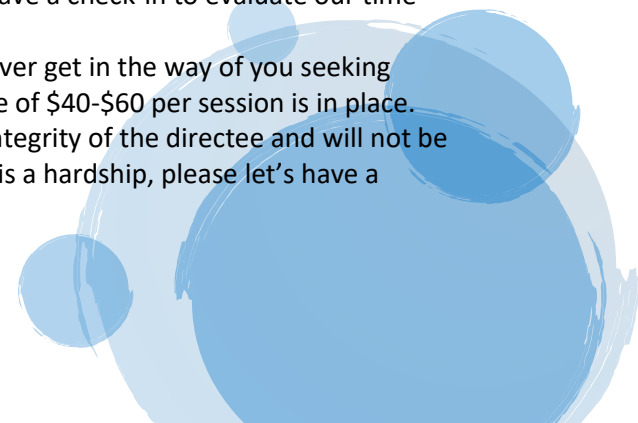 ave a check-in to evaluate our time
ver get in the way of you seeking
e of $40-$60 per session is in place.
ntegrity of the directee and will not be
is a hardship, please let's have a